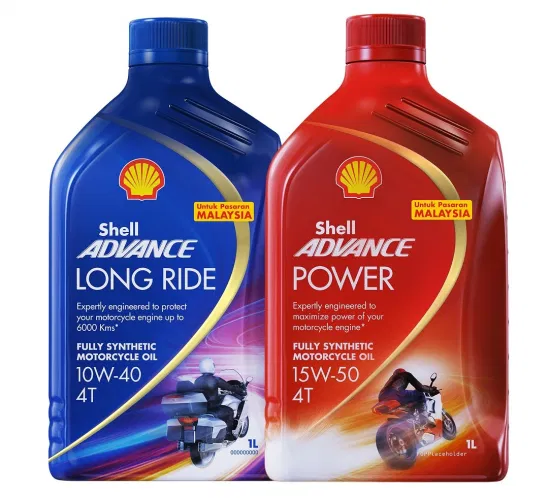 Untuk Pasaran
MALAYSIA
Shell
ADVANCE
LONG RIDE
Expertly engineered to protect
your motorcycle engine up to
6000 Kms*
FULLY SYNTHETIC
MOTORCYCLE OIL
10W-40
4T
1L
000000000
Untuk Pasaran
MALAYSIA
Shell
ADVANCE
POWER
Expertly engineered to
maximize power of your
motorcycle engine*
FULLY SYNTHETIC
MOTORCYCLE OIL
15W-50
4T
1L